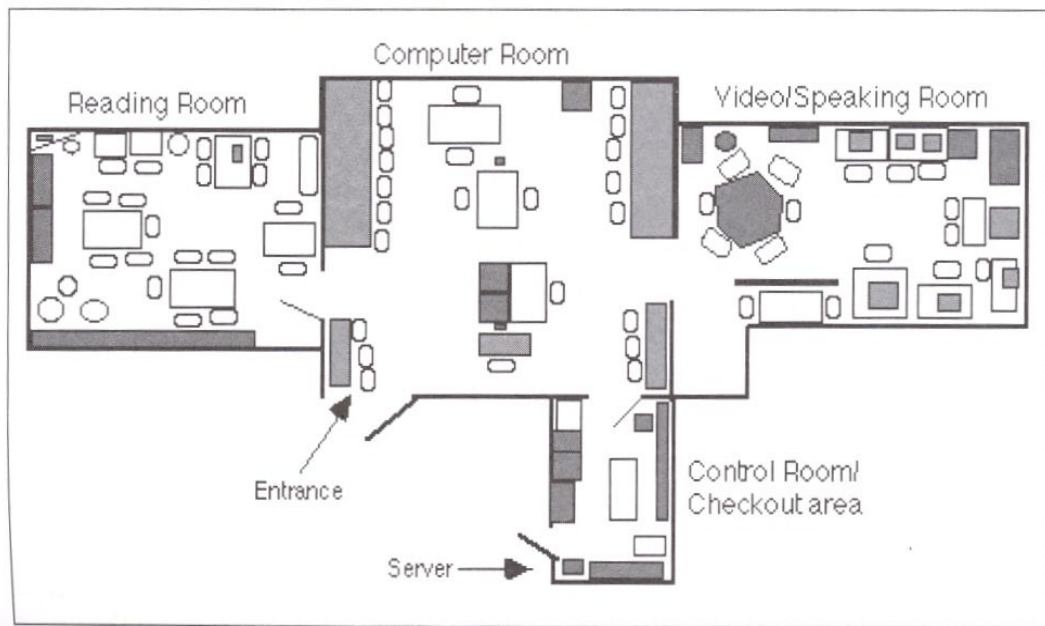 Computer Room
Reading Room
Video/Speaking Room
Entrance
Control Room/
Checkout area
Server